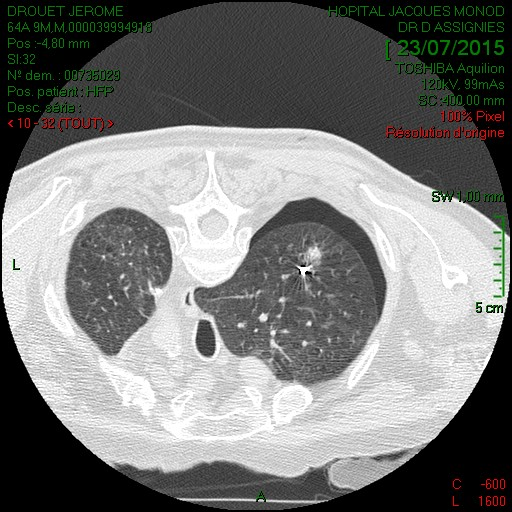 DROUET JEROME
64A 9M,M,000039994918
Pos :-4,80 mm
SI:32
N° dem. : 00735029
Pos. patient : HFP
Desc. série :
< 10 - 32 (TOUT) >
HOPITAL JACQUES MONOD
DR D ASSIGNIES
[ 23/07/2015
TOSHIBA Aquilion
120kV, 99mAs
SC:400,00 mm
100% Pixel
Résolution d'origine
SW 1,00 mm
L
5 cm
A
C -600
L 1600